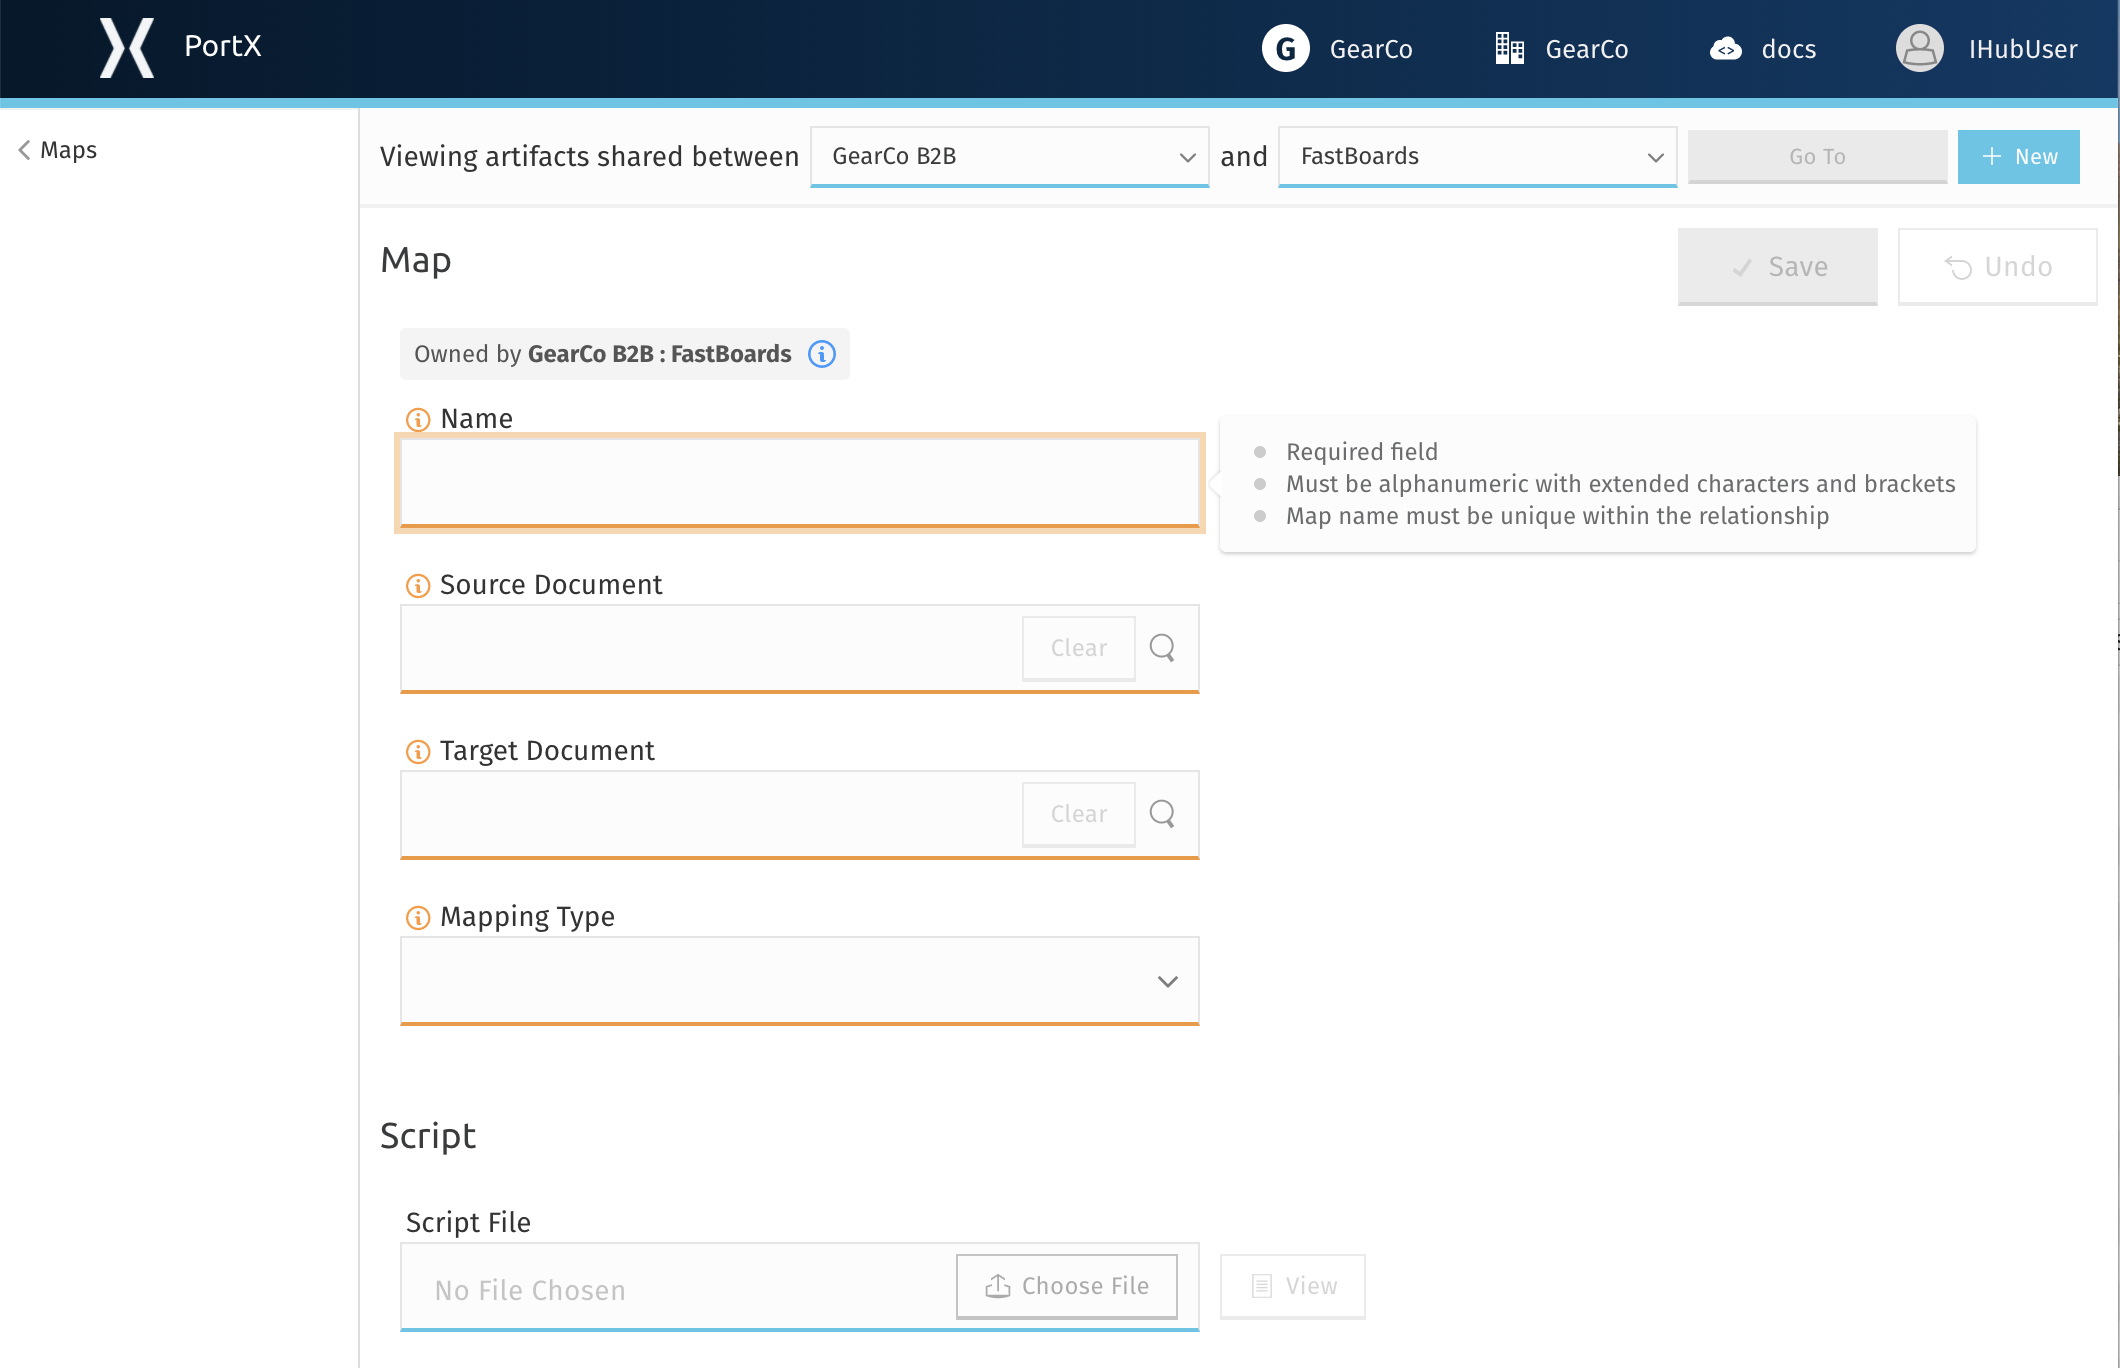 PortX
G GearCo
GearCo
docs
IHubUser
Maps
Viewing artifacts shared between GearCo B2B and FastBoards Go To + New
Map
Save
Undo
Owned by GearCo B2B : FastBoards
Name
Required field
Must be alphanumeric with extended characters and brackets
Map name must be unique within the relationship
Source Document
Clear
Target Document
Clear
Mapping Type
Script
Script File
No File Chosen
Choose File
View